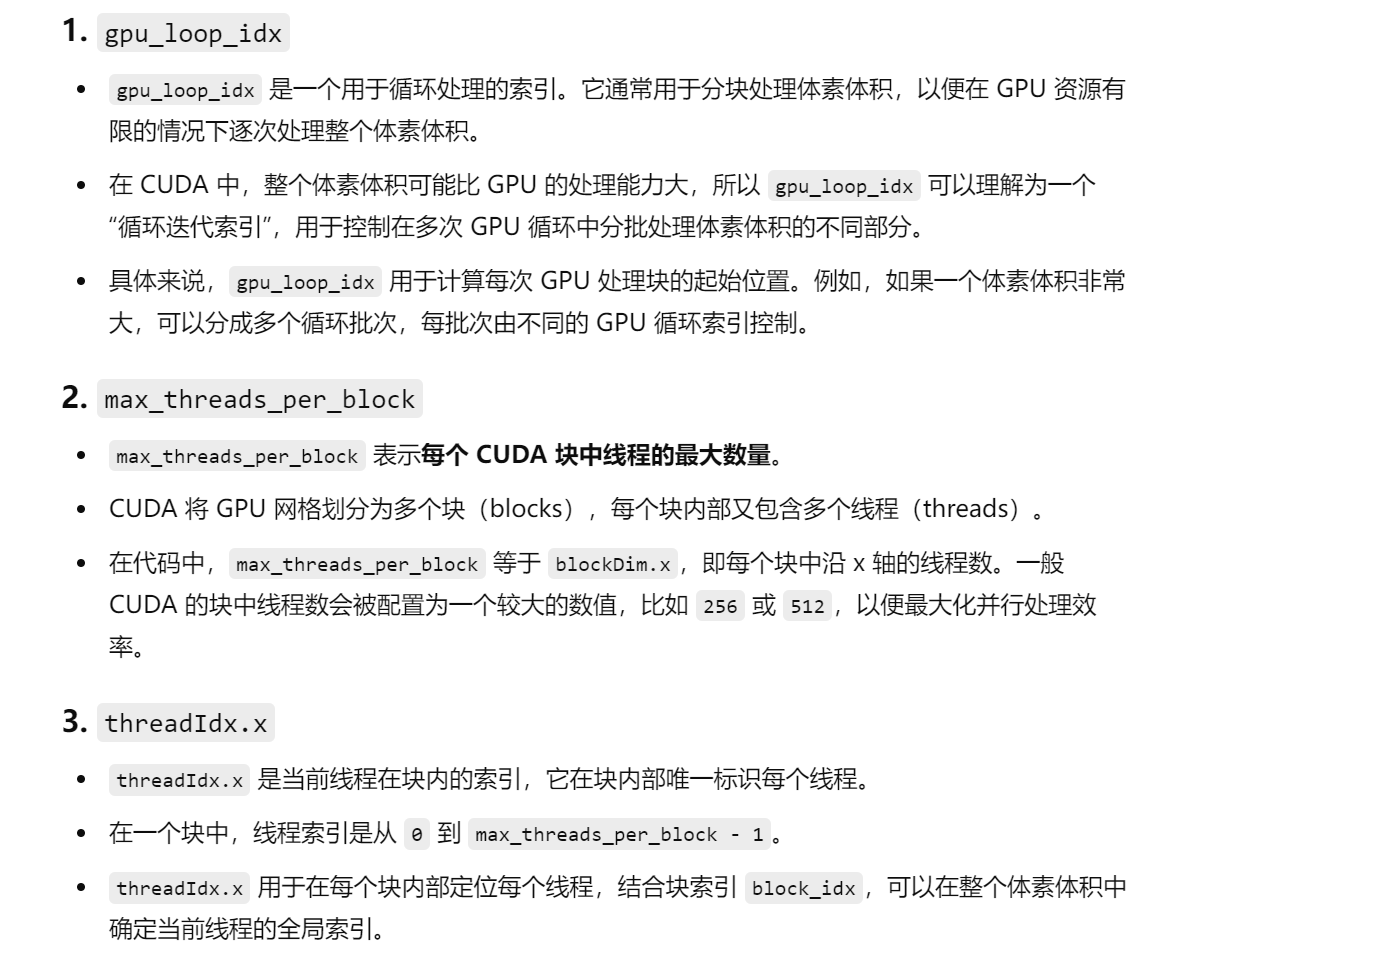 1. gpu_loop_idx
• gpu_loop_idx 是一个用于循环处理的索引。它通常用于分块处理体素体积，以便在 GPU 资源有
限的情况下逐次处理整个体素体积。
• 在 CUDA 中，整个体素体积可能比 GPU 的处理能力大，所以 gpu_loop_idx 可以理解为一个
“循环迭代索引”，用于控制在多次 GPU 循环中分批处理体素体积的不同部分。
• 具体来说，gpu_loop_idx 用于计算每次 GPU 处理块的起始位置。例如，如果一个体素体积非常
大，可以分成多个循环批次，每批次由不同的 GPU 循环索引控制。
2. max_threads_per_block
• max_threads_per_block 表示每个 CUDA 块中线程的最大数量。
• CUDA 将 GPU 网格划分为多个块（blocks），每个块内部又包含多个线程（threads）。
• 在代码中，max_threads_per_block 等于 blockDim.x，即每个块中沿 x 轴的线程数。一般
CUDA 的块中线程数会被配置为一个较大的数值，比如 256 或 512，以便最大化并行处理效
率。
3. threadIdx.x
• threadIdx.x 是当前线程在块内的索引，它在块内部唯一标识每个线程。
• 在一个块中，线程索引是从 0 到 max_threads_per_block - 1。
• threadIdx.x 用于在每个块内部定位每个线程，结合块索引 block_idx，可以在整个体素体积中
确定当前线程的全局索引。